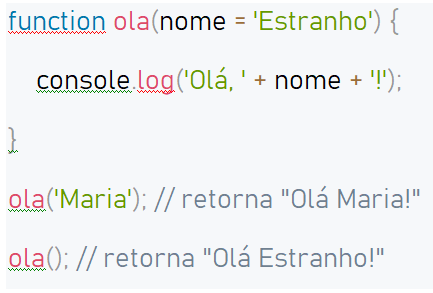 function ola(nome = 'Estranho') {
console.log('Olá, ' + nome + '!');
}
ola('Maria'); // retorna "Olá Maria!"
ola(); // retorna "Olá Estranho!"